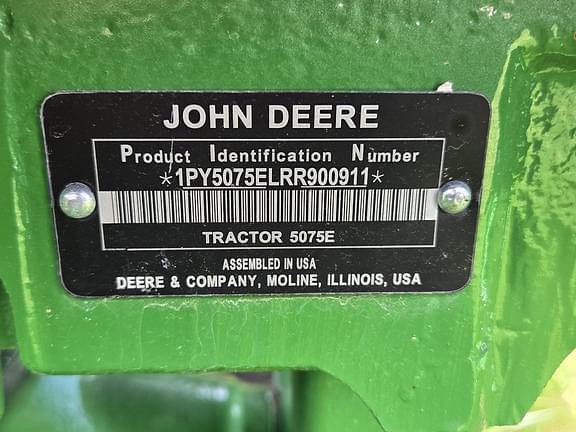 JOHN DEERE
Product Identification Number
*1PY5075ELRR900911*
TRACTOR 5075E
ASSEMBLED IN USA
DEERE & COMPANY, MOLINE, ILLINOIS, USA